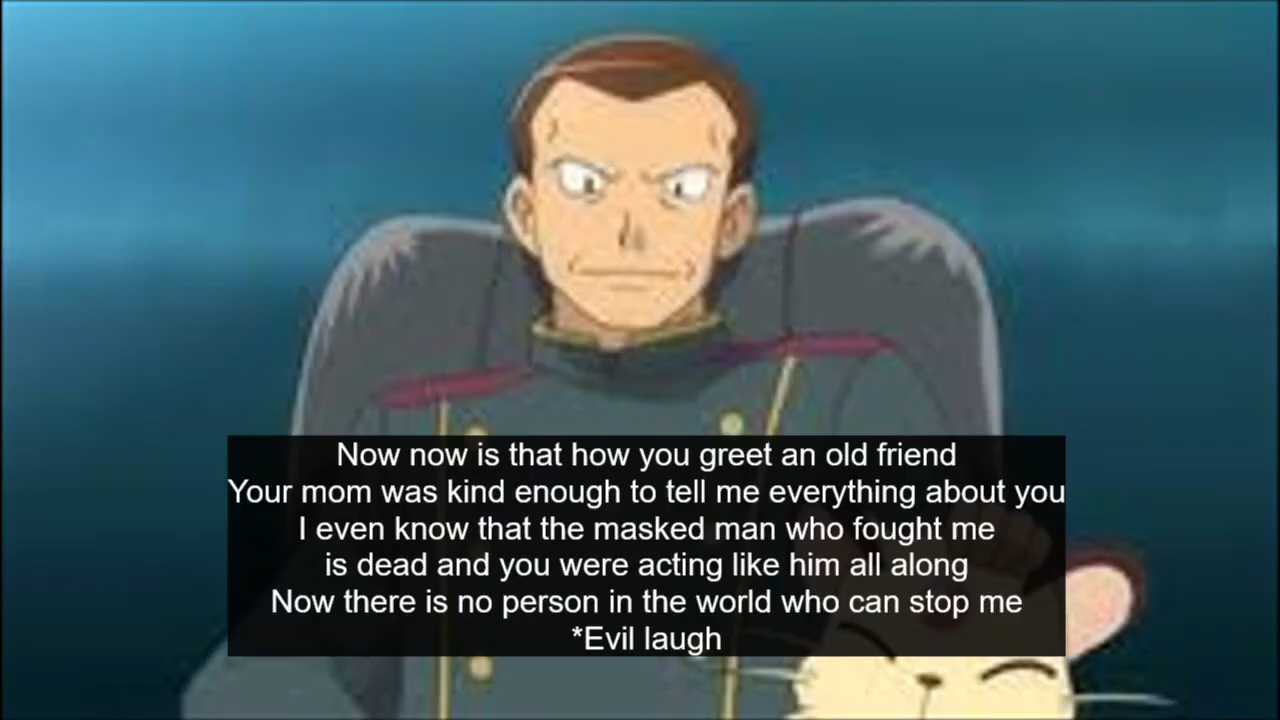 Now now is that how you greet an old friend
Your mom was kind enough to tell me everything about you
I even know that the masked man who fought me
is dead and you were acting like him all along
Now there is no person in the world who can stop me
*Evil laugh